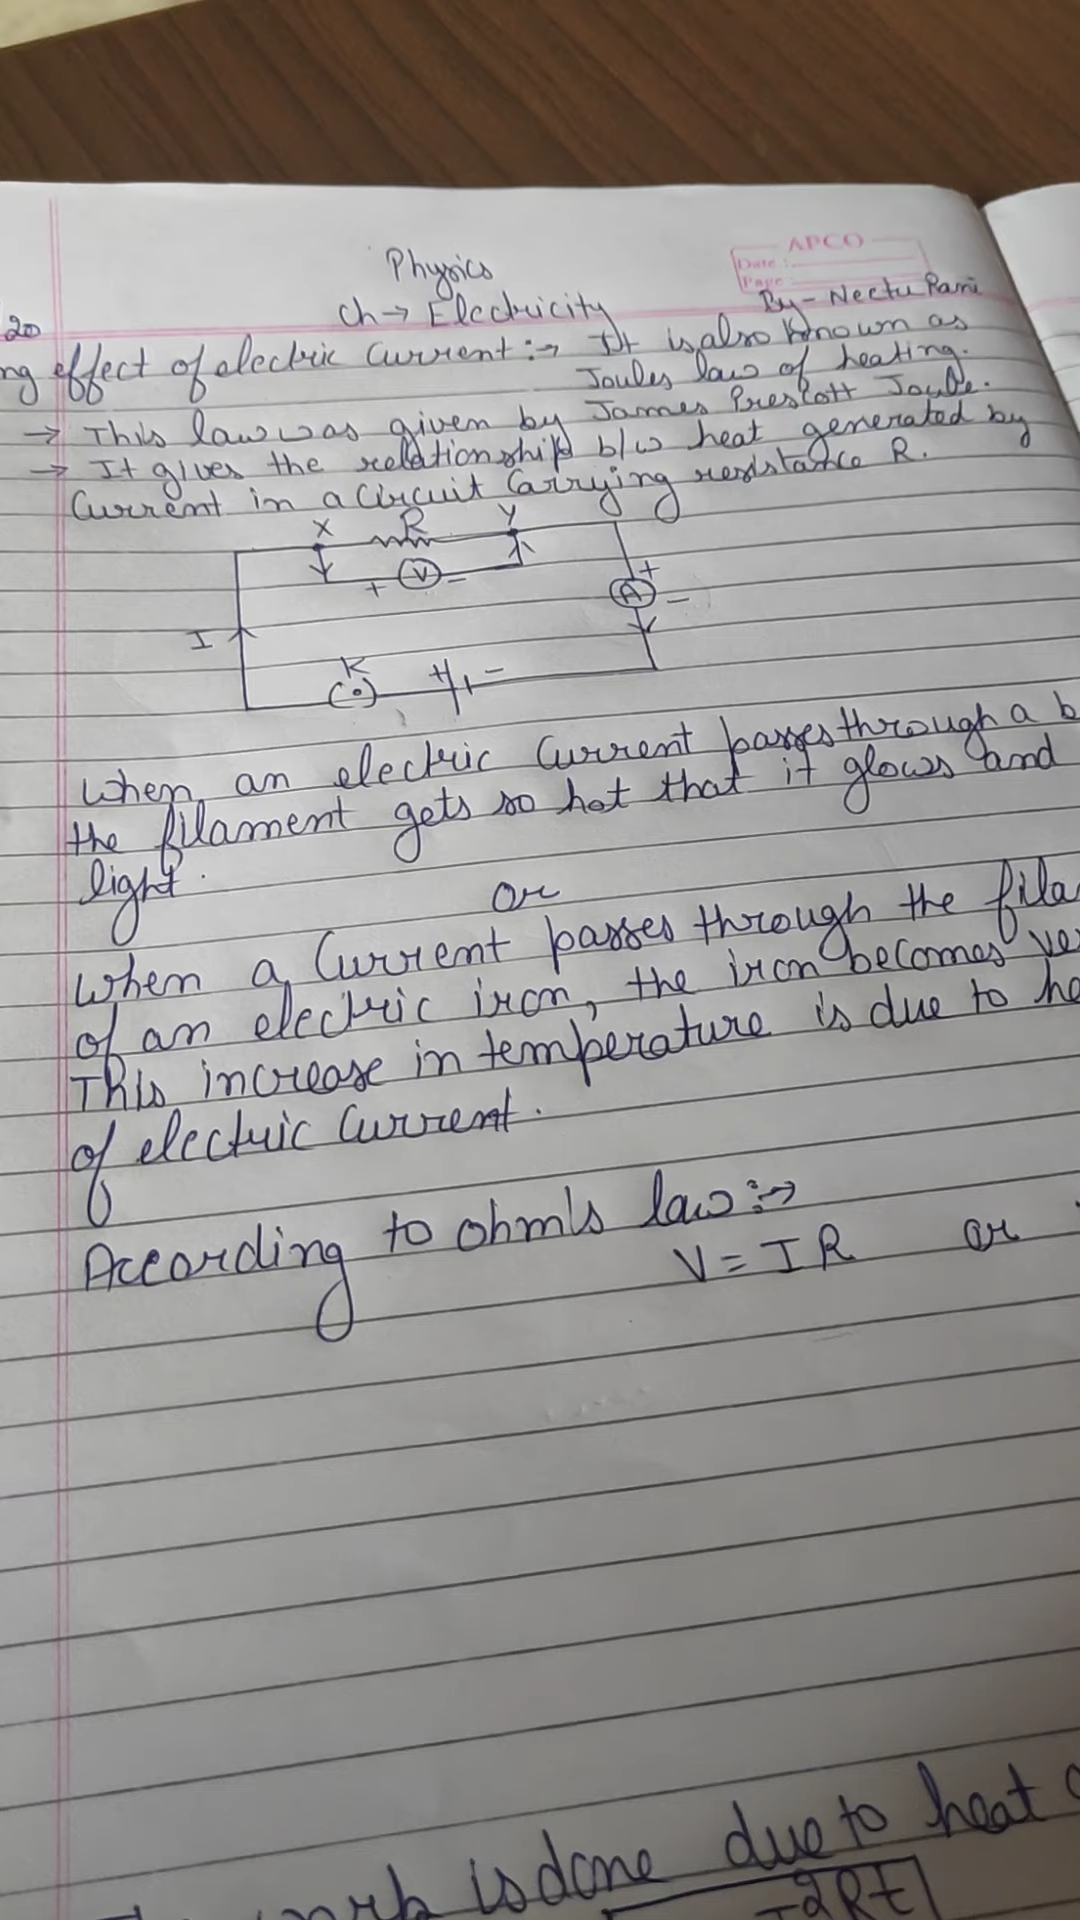 Physics
APCO
Date :
Page :
Ch → Electricity
By - Neetu Rani
20
ng effect of electric Current :→ It is also known as
Joules law of heating.
→ This law was given by James Prescott Joule.
→ It gives the relationship b/w heat generated by
Current in a Circuit Carrying resistance R.
X R Y
+ V -
+
A
-
I
K
+ -
When an electric Current passes through a b
the filament gets so hot that it glows and
light.
or
When a Current passes through the fila
of an electric iron, the iron becomes ve
This increase in temperature is due to he
of electric Current.
According to ohm's law :→
V = I R or
work is done due to heat
I2Rt